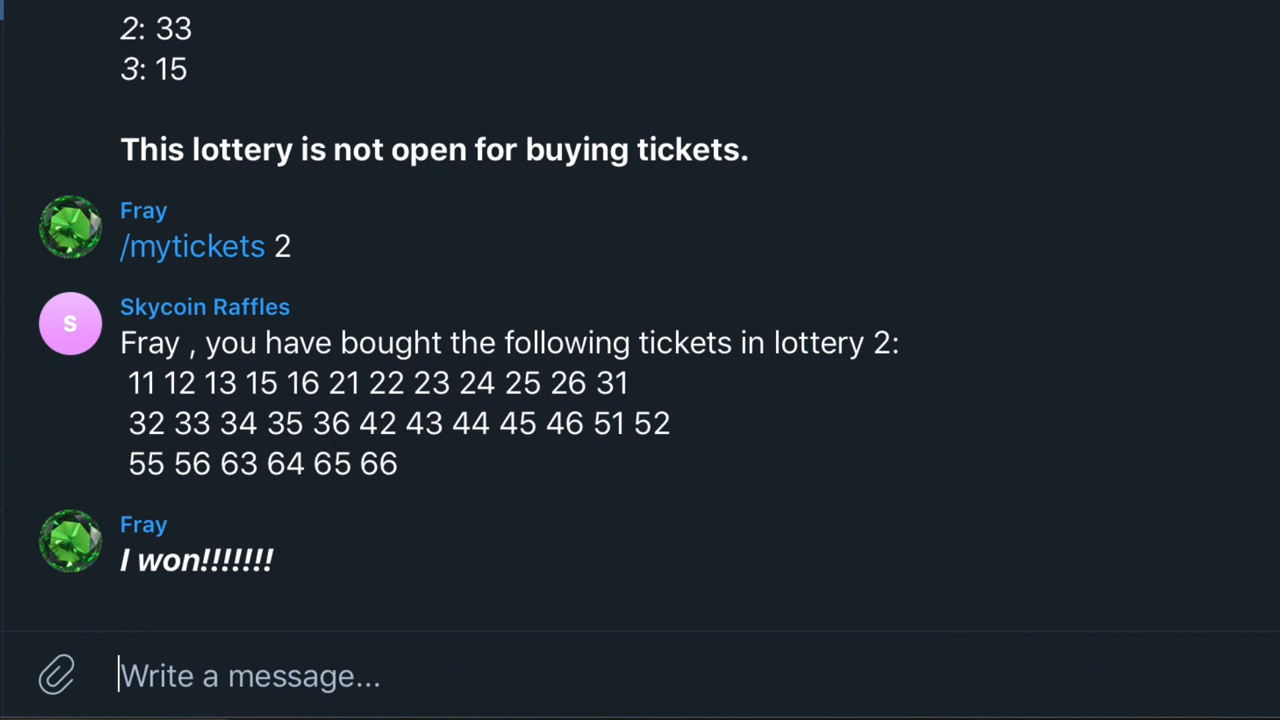 2: 33
3: 15
This lottery is not open for buying tickets.
Fray
/mytickets 2
Skycoin Raffles
S
Fray , you have bought the following tickets in lottery 2:
11 12 13 15 16 21 22 23 24 25 26 31
32 33 34 35 36 42 43 44 45 46 51 52
55 56 63 64 65 66
Fray
I won!!!!!!!
Write a message...